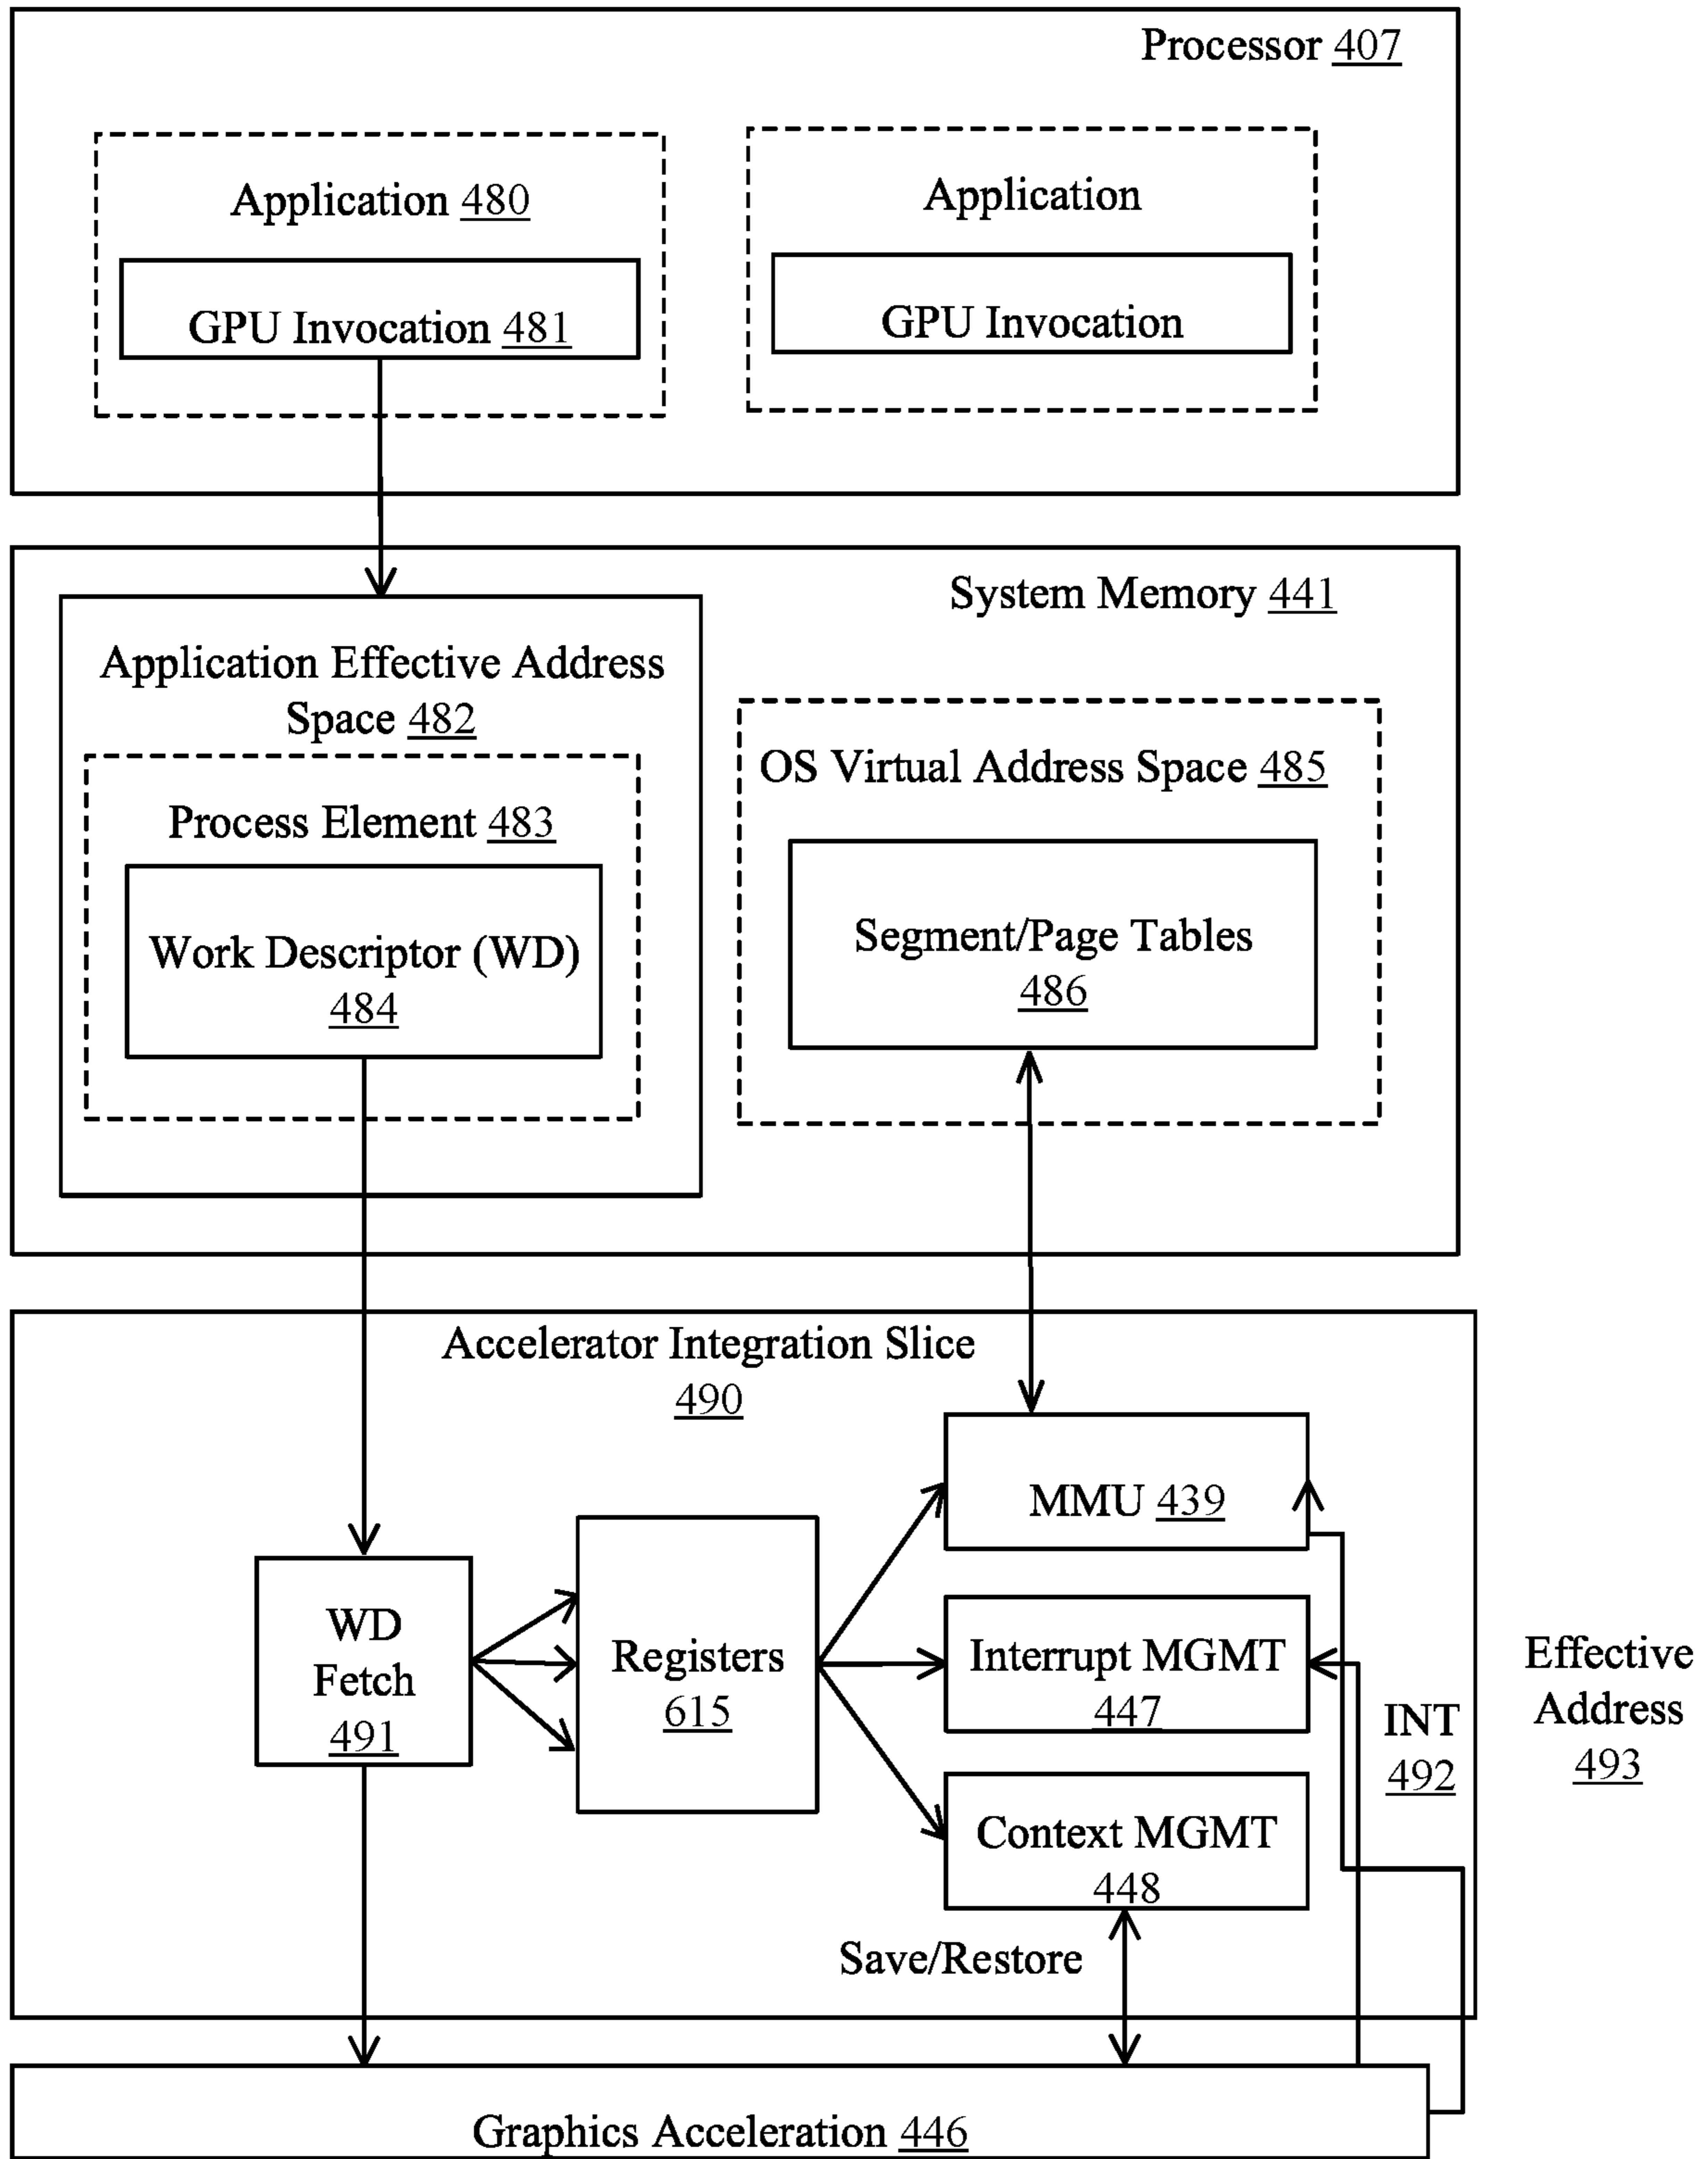 Processor 407
Application 480
GPU Invocation 481
Application
GPU Invocation
System Memory 441
Application Effective Address
Space 482
Process Element 483
Work Descriptor (WD)
484
OS Virtual Address Space 485
Segment/Page Tables
486
Accelerator Integration Slice
490
WD
Fetch
491
Registers
615
MMU 439
Interrupt MGMT
447
Context MGMT
448
Save/Restore
INT
492
Effective
Address
493
Graphics Acceleration 446